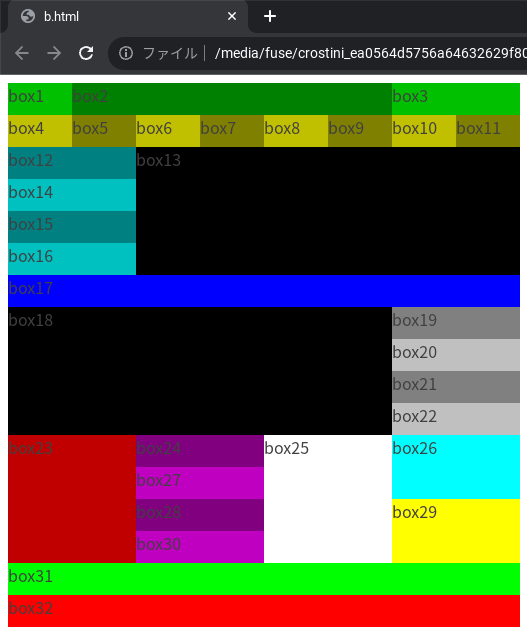 b.html
ファイル /media/fuse/crostini_ea0564d5756a64632629f80
box1 box2 box3
box4 box5 box6 box7 box8 box9 box10 box11
box12 box13
box14
box15
box16
box17
box18 box19
box20
box21
box22
box23 box24 box25 box26
box27
box28 box29
box30
box31
box32